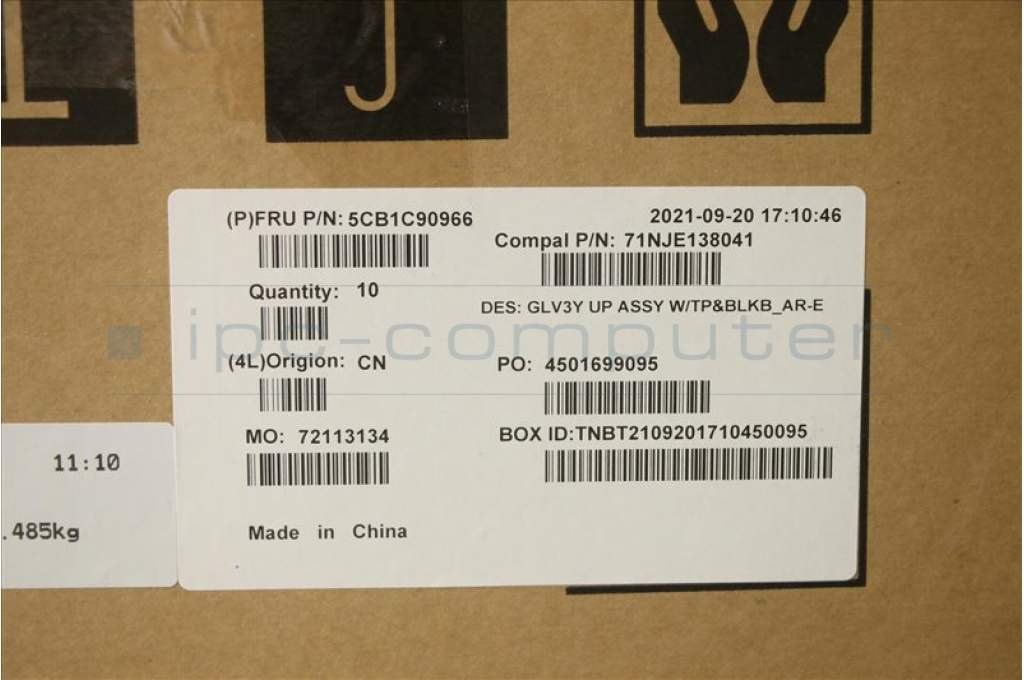 (P)FRU P/N: 5CB1C90966
2021-09-20 17:10:46
Compal P/N: 71NJE138041
Quantity: 10
DES: GLV3Y UP ASSY W/TP&BLKB_AR-E
ipc-computer
(4L)Origion: CN
PO: 4501699095
MO: 72113134
BOX ID:TNBT2109201710450095
11:10
.485kg
Made in China